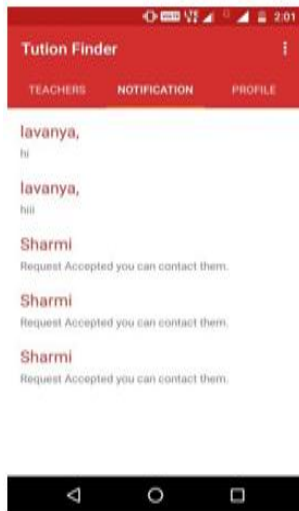 2:01
Tution Finder
TEACHERS NOTIFICATION PROFILE
lavanya,
hi
lavanya,
hiii
Sharmi
Request Accepted you can contact them.
Sharmi
Request Accepted you can contact them.
Sharmi
Request Accepted you can contact them.